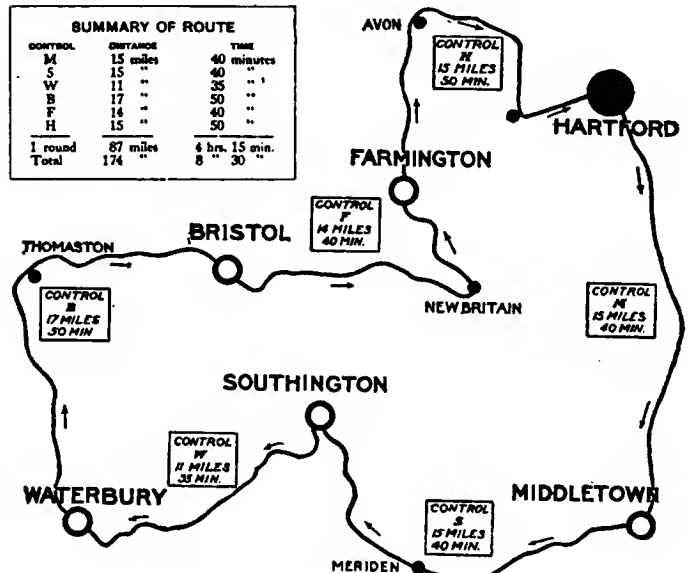 SUMMARY OF ROUTE
CONTROL DISTANCE TIME
M 15 miles 40 minutes
S 15 " 40 "
W 11 " 35 "
B 17 " 50 "
F 14 " 40 "
H 15 " 50 "
1 round 87 miles 4 hrs. 15 min.
Total 174 " 8 " 30 "
AVON
CONTROL
H
15 MILES
50 MIN.
HARTFORD
FARMINGTON
CONTROL
F
14 MILES
40 MIN.
BRISTOL
THOMASTON
CONTROL
B
17 MILES
50 MIN
NEW BRITAIN
CONTROL
M
15 MILES
40 MIN.
SOUTHINGTON
CONTROL
W
11 MILES
35 MIN.
WATERBURY
MIDDLETOWN
CONTROL
S
15 MILES
40 MIN.
MERIDEN